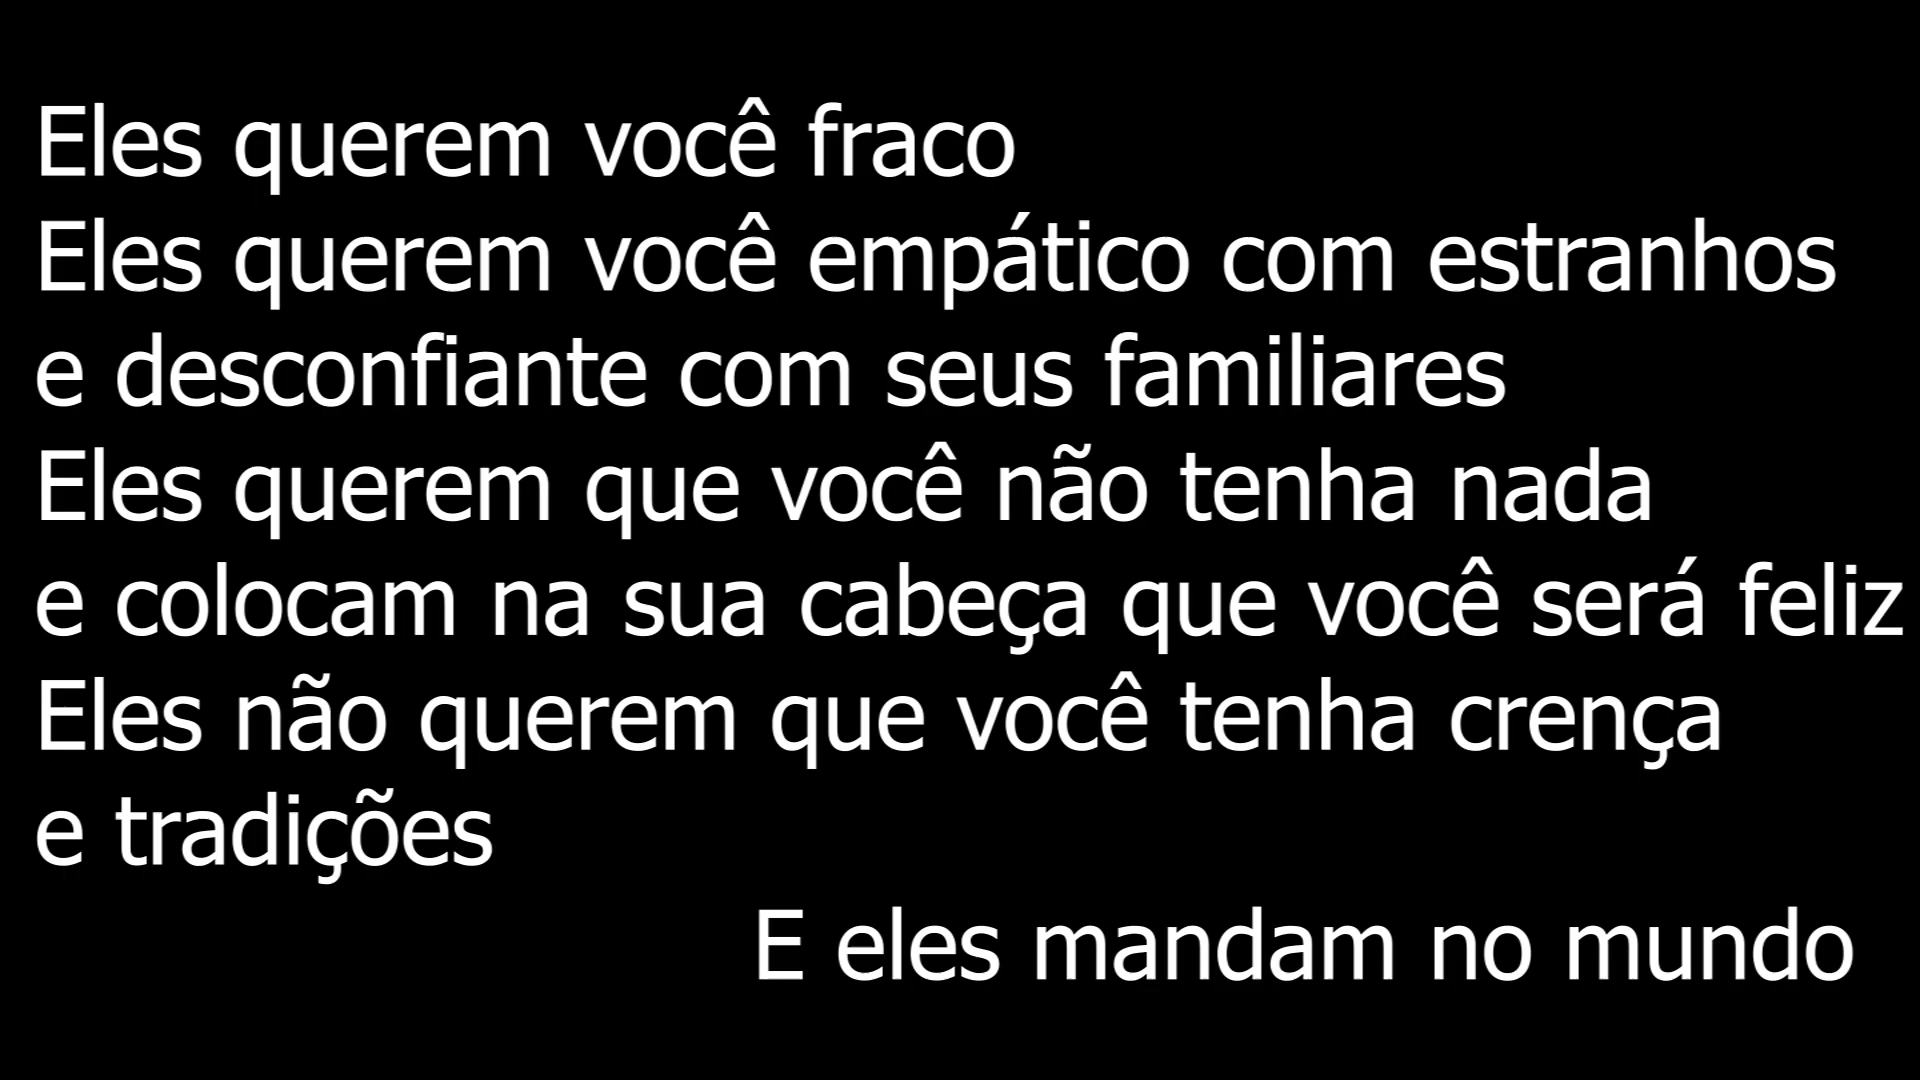 Eles querem você fraco
Eles querem você empático com estranhos
e desconfiante com seus familiares
Eles querem que você não tenha nada
e colocam na sua cabeça que você será feliz
Eles não querem que você tenha crença
e tradições
E eles mandam no mundo